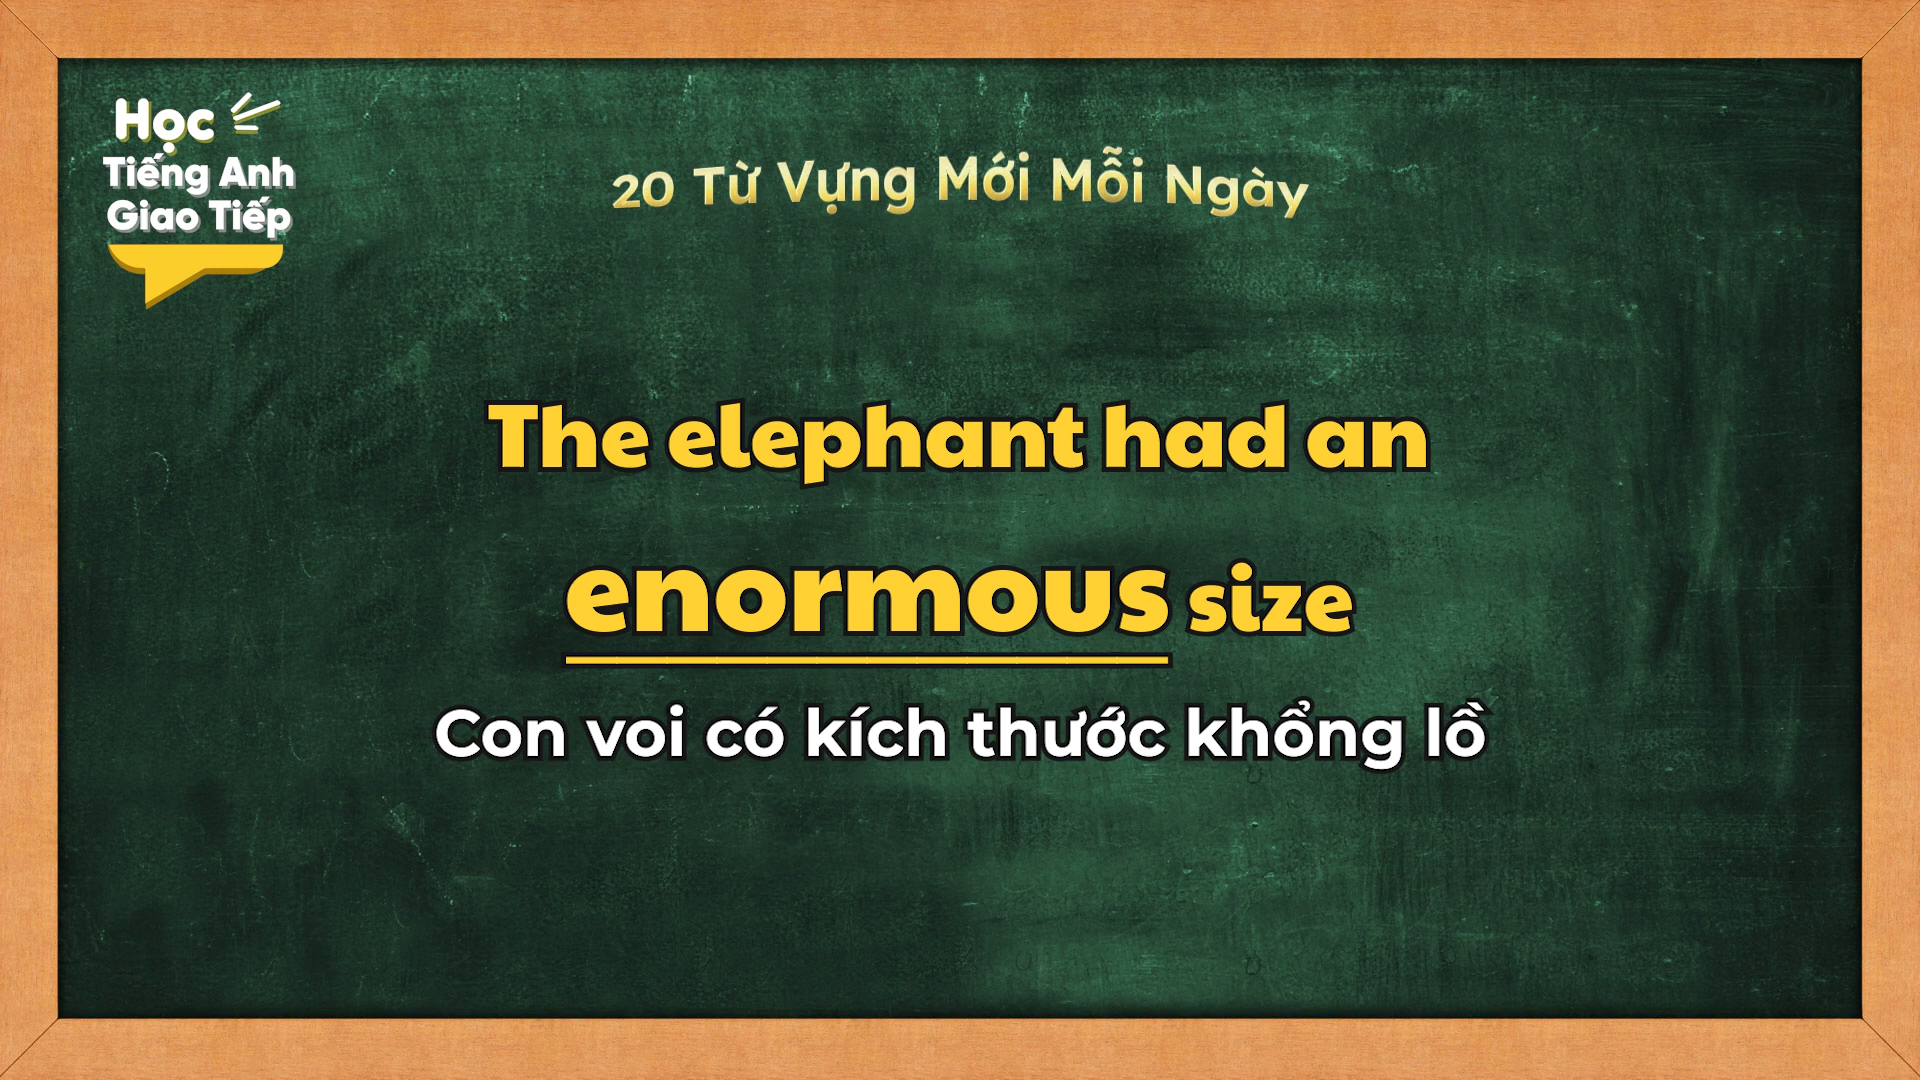 Học
Tiếng Anh
Giao Tiếp
20 Từ Vựng Mới Mỗi Ngày
The elephant had an
enormous size
Con voi có kích thước khổng lồ